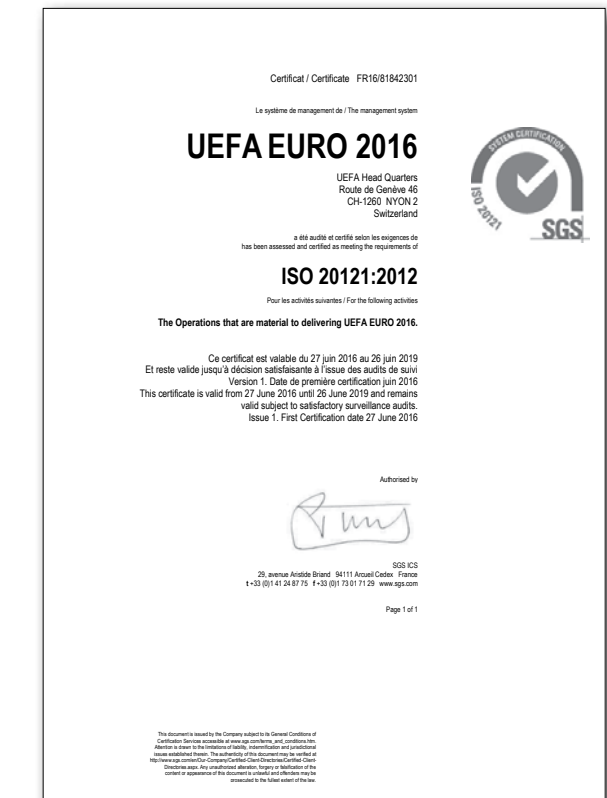 Certificat / Certificate   FR16/81842301
Le système de management de / The management system
UEFA EURO 2016
UEFA Head Quarters
Route de Genève 46
CH-1260  NYON 2
Switzerland
SYSTEM CERTIFICATION
ISO 20121
SGS
a été audité et certifié selon les exigences de
has been assessed and certified as meeting the requirements of
ISO 20121:2012
Pour les activités suivantes / For the following activities
The Operations that are material to delivering UEFA EURO 2016.
Ce certificat est valable du 27 juin 2016 au 26 juin 2019
Et reste valide jusqu'à décision satisfaisante à l'issue des audits de suivi
Version 1. Date de première certification juin 2016
This certificate is valid from 27 June 2016 until 26 June 2019 and remains
valid subject to satisfactory surveillance audits.
Issue 1. First Certification date 27 June 2016
Authorised by
SGS ICS
29, avenue Aristide Briand   94111 Arcueil Cedex   France
t +33 (0)1 41 24 87 75   f +33 (0)1 73 01 71 29   www.sgs.com
Page 1 of 1
This document is issued by the Company subject to its General Conditions of
Certification Services accessible at www.sgs.com/terms_and_conditions.htm.
Attention is drawn to the limitations of liability, indemnification and jurisdictional
issues established therein. The authenticity of this document may be verified at
http://www.sgs.com/en/Our-Company/Certified-Client-Directories/Certified-Client-
Directories.aspx. Any unauthorized alteration, forgery or falsification of the
content or appearance of this document is unlawful and offenders may be
prosecuted to the fullest extent of the law.